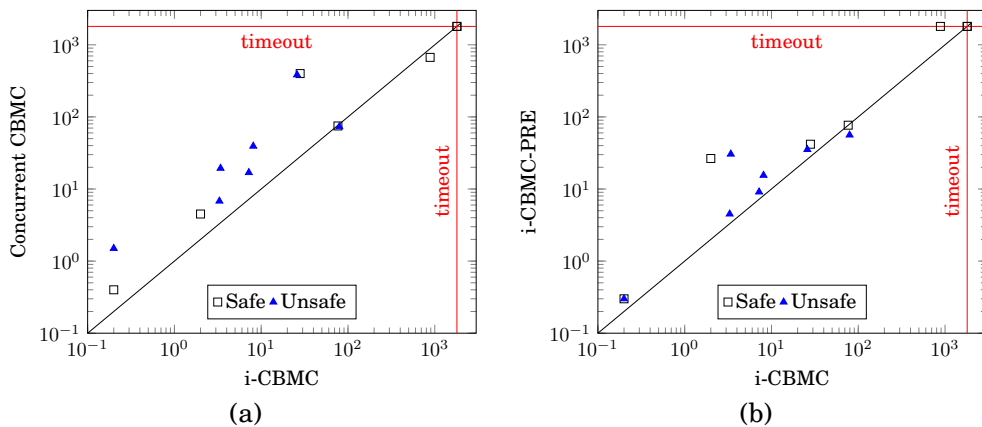 10^3
10^2
10^1
10^0
10^−1
Concurrent CBMC
timeout
timeout
Safe Unsafe
10^−1 10^0 10^1 10^2 10^3
i-CBMC
(a)
10^3
10^2
10^1
10^0
10^−1
i-CBMC-PRE
timeout
timeout
Safe Unsafe
10^−1 10^0 10^1 10^2 10^3
i-CBMC
(b)